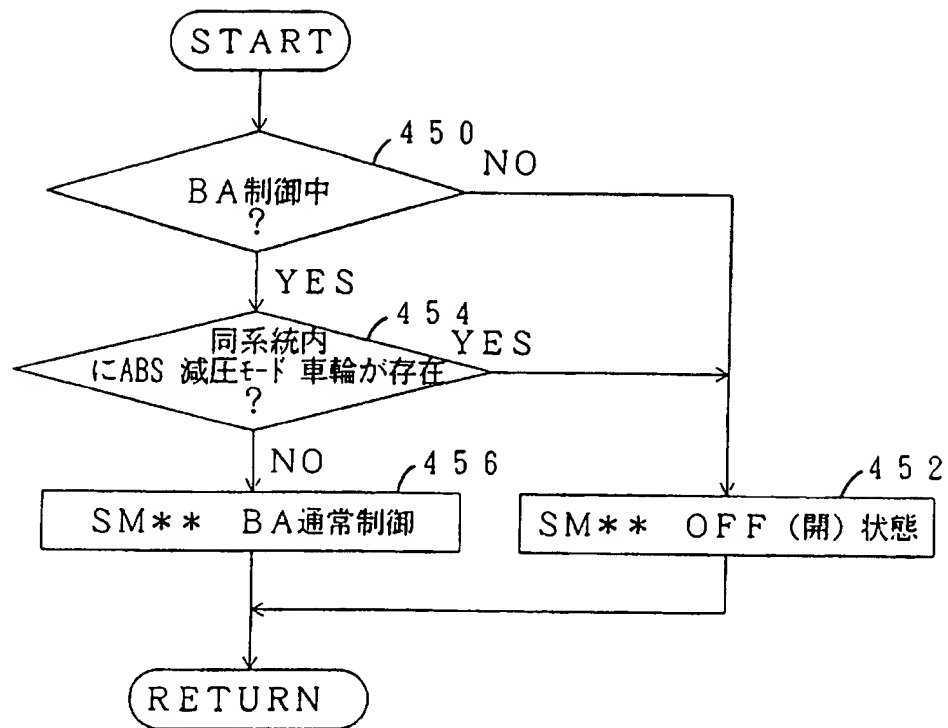 START
450
BA制御中
?
NO
YES
454
同系統内
にABS 減圧モード 車輪が存在
?
YES
NO
456
SM** BA通常制御
452
SM** OFF (開) 状態
RETURN